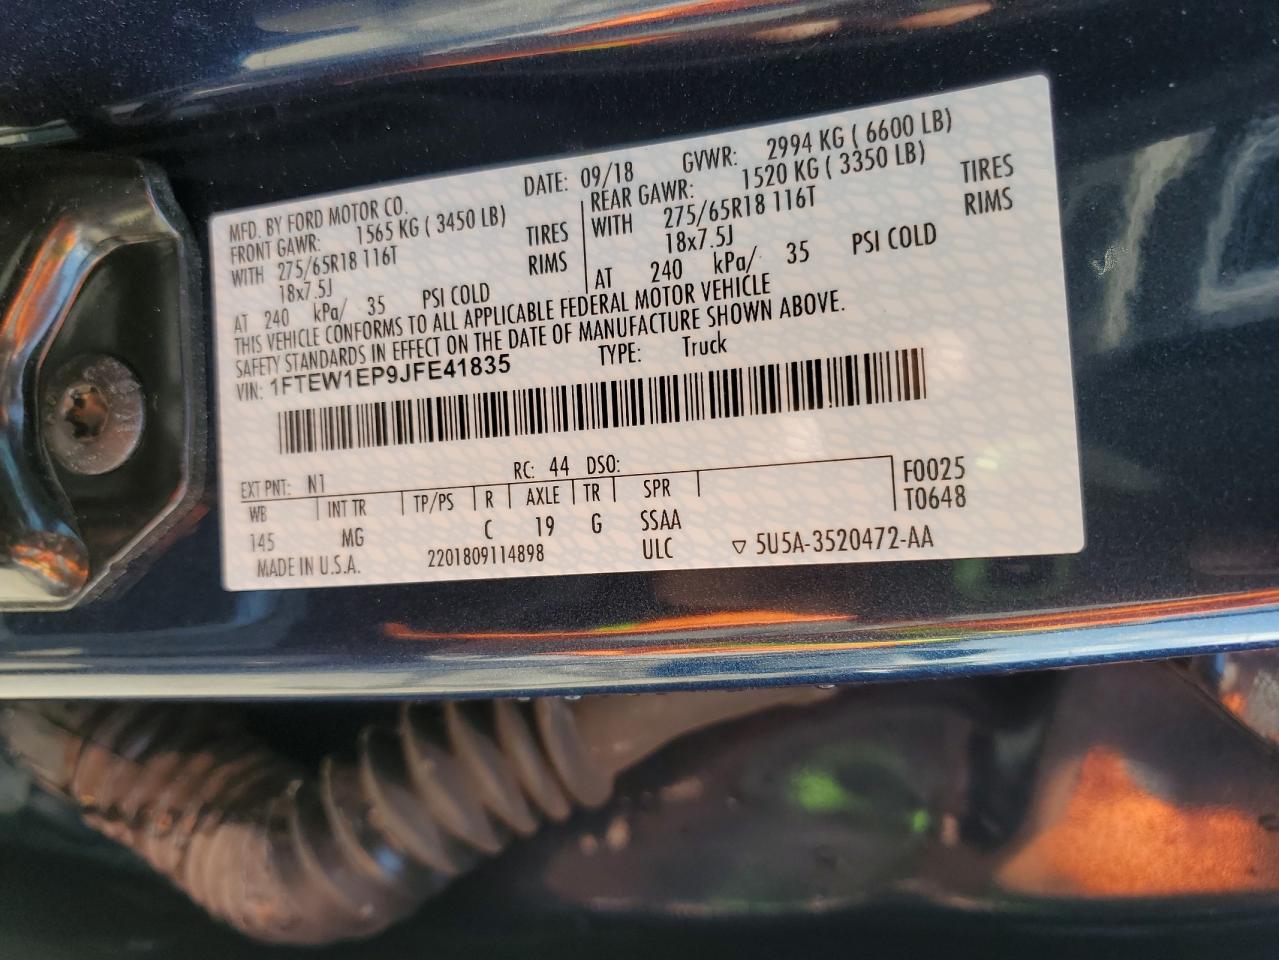 MFD. BY FORD MOTOR CO. DATE: 09/18 GVWR: 2994 KG ( 6600 LB)
FRONT GAWR: 1565 KG ( 3450 LB) REAR GAWR: 1520 KG ( 3350 LB)
WITH 275/65R18 116T TIRES WITH 275/65R18 116T TIRES
18x7.5J RIMS 18x7.5J RIMS
AT 240 kPa/ 35 PSI COLD AT 240 kPa/ 35 PSI COLD
THIS VEHICLE CONFORMS TO ALL APPLICABLE FEDERAL MOTOR VEHICLE
SAFETY STANDARDS IN EFFECT ON THE DATE OF MANUFACTURE SHOWN ABOVE.
VIN: 1FTEW1EP9JFE41835 TYPE: Truck
EXT PNT: N1 RC: 44 DSO: F0025
WB INT TR TP/PS R AXLE TR SPR T0648
145 MG C 19 G SSAA
MADE IN U.S.A. 2201809114898 ULC ▽ 5U5A-3520472-AA